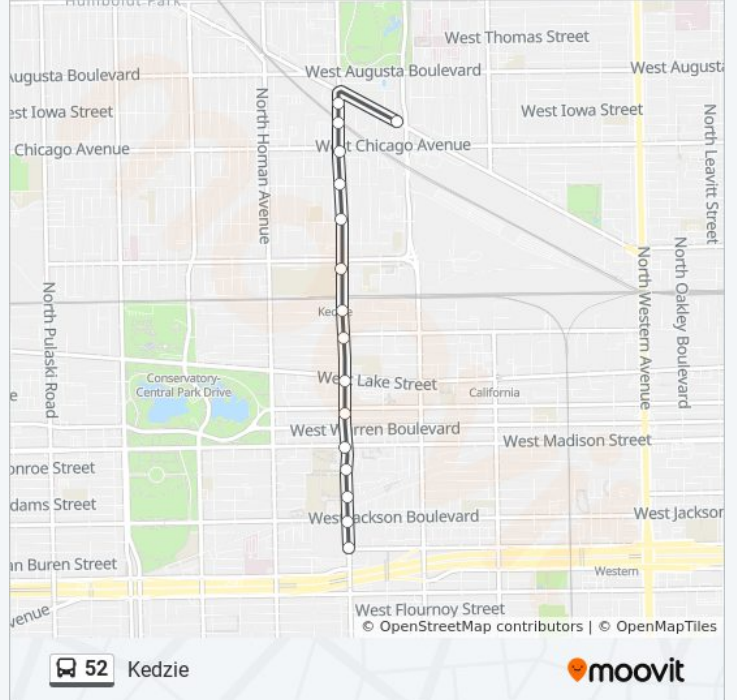 Humboldt Park
West Thomas Street
Augusta Boulevard
West Augusta Boulevard
West Augusta
est Iowa Street
West Iowa Street
North Homan Avenue
North Leavitt Street
Chicago Avenue
West Chicago Avenue
North Western Avenue
North Oakley Boulevard
North Pulaski Road
Kedzie
Conservatory-
Central Park Drive
West Lake Street
California
e
West Warren Boulevard
West Madison Street
onroe Street
dams Street
West Jackson Boulevard
West Jackson
an Buren Street
Western
venue
West Flournoy Street
© OpenStreetMap contributors | © OpenMapTiles
52 Kedzie
moovit